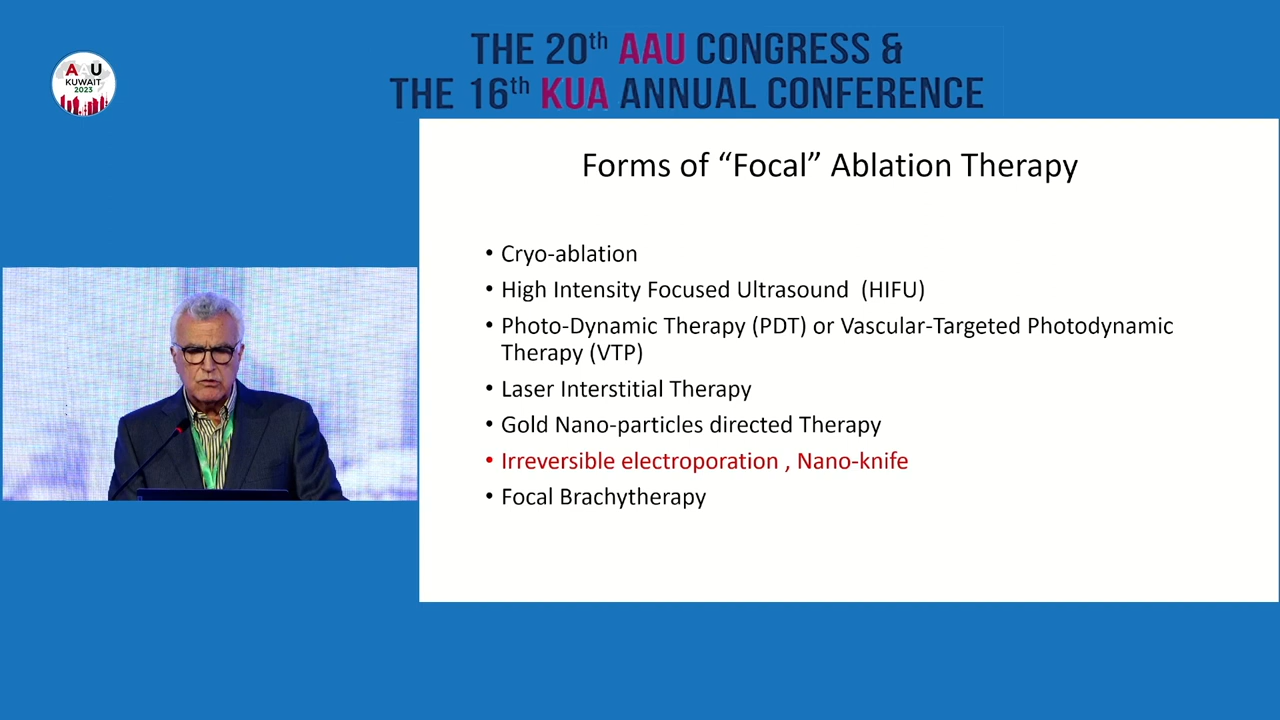 THE 20th AAU CONGRESS &
THE 16th KUA ANNUAL CONFERENCE
AAU
KUWAIT
2023
Forms of “Focal” Ablation Therapy
• Cryo-ablation
• High Intensity Focused Ultrasound (HIFU)
• Photo-Dynamic Therapy (PDT) or Vascular-Targeted Photodynamic
Therapy (VTP)
• Laser Interstitial Therapy
• Gold Nano-particles directed Therapy
• Irreversible electroporation , Nano-knife
• Focal Brachytherapy